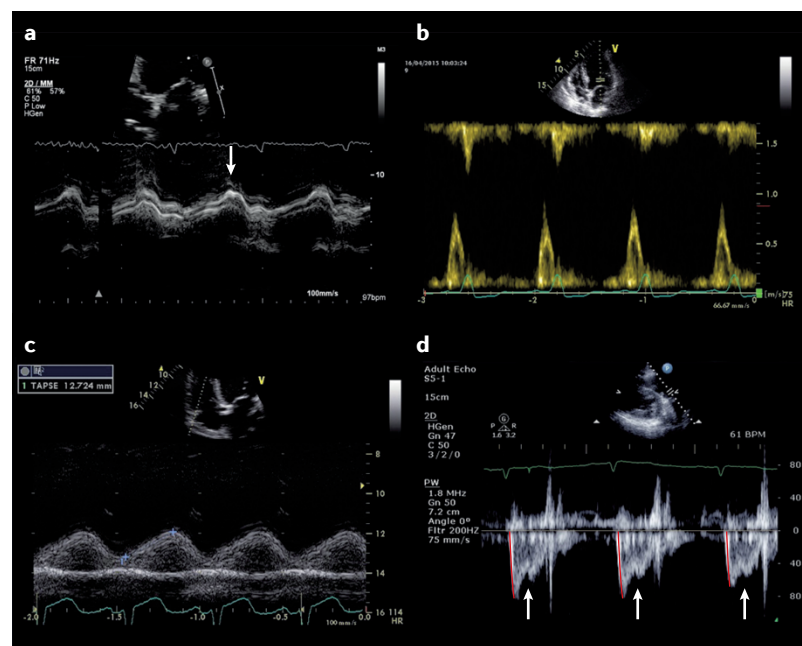 a
FR 71Hz
15cm
2D / MM
81% 57%
C 50
P Low
HGen
M3
10
100mm/s
97bpm
b
16/04/2015 10:03:24
9
V
5
10
15
1.5
1.0
0.5
-3
-2
-1
0
[m/s]
75
HR
66.67 mm/s
c
1 TAPSE 12.724 mm
V
10
12
14
16
8
10
12
14
16
114
HR
-2.0
-1.5
-1.0
-0.5
0.0
100 mm/s
d
Adult Echo
S5-1
15cm
2D
HGen
Gn 47
C 50
3/2/0
G
P R
1.6 3.2
61 BPM
PW
1.8 MHz
Gn 50
7.2 cm
Angle 0°
Fltr 200HZ
75 mm/s
80
40
0
40
80